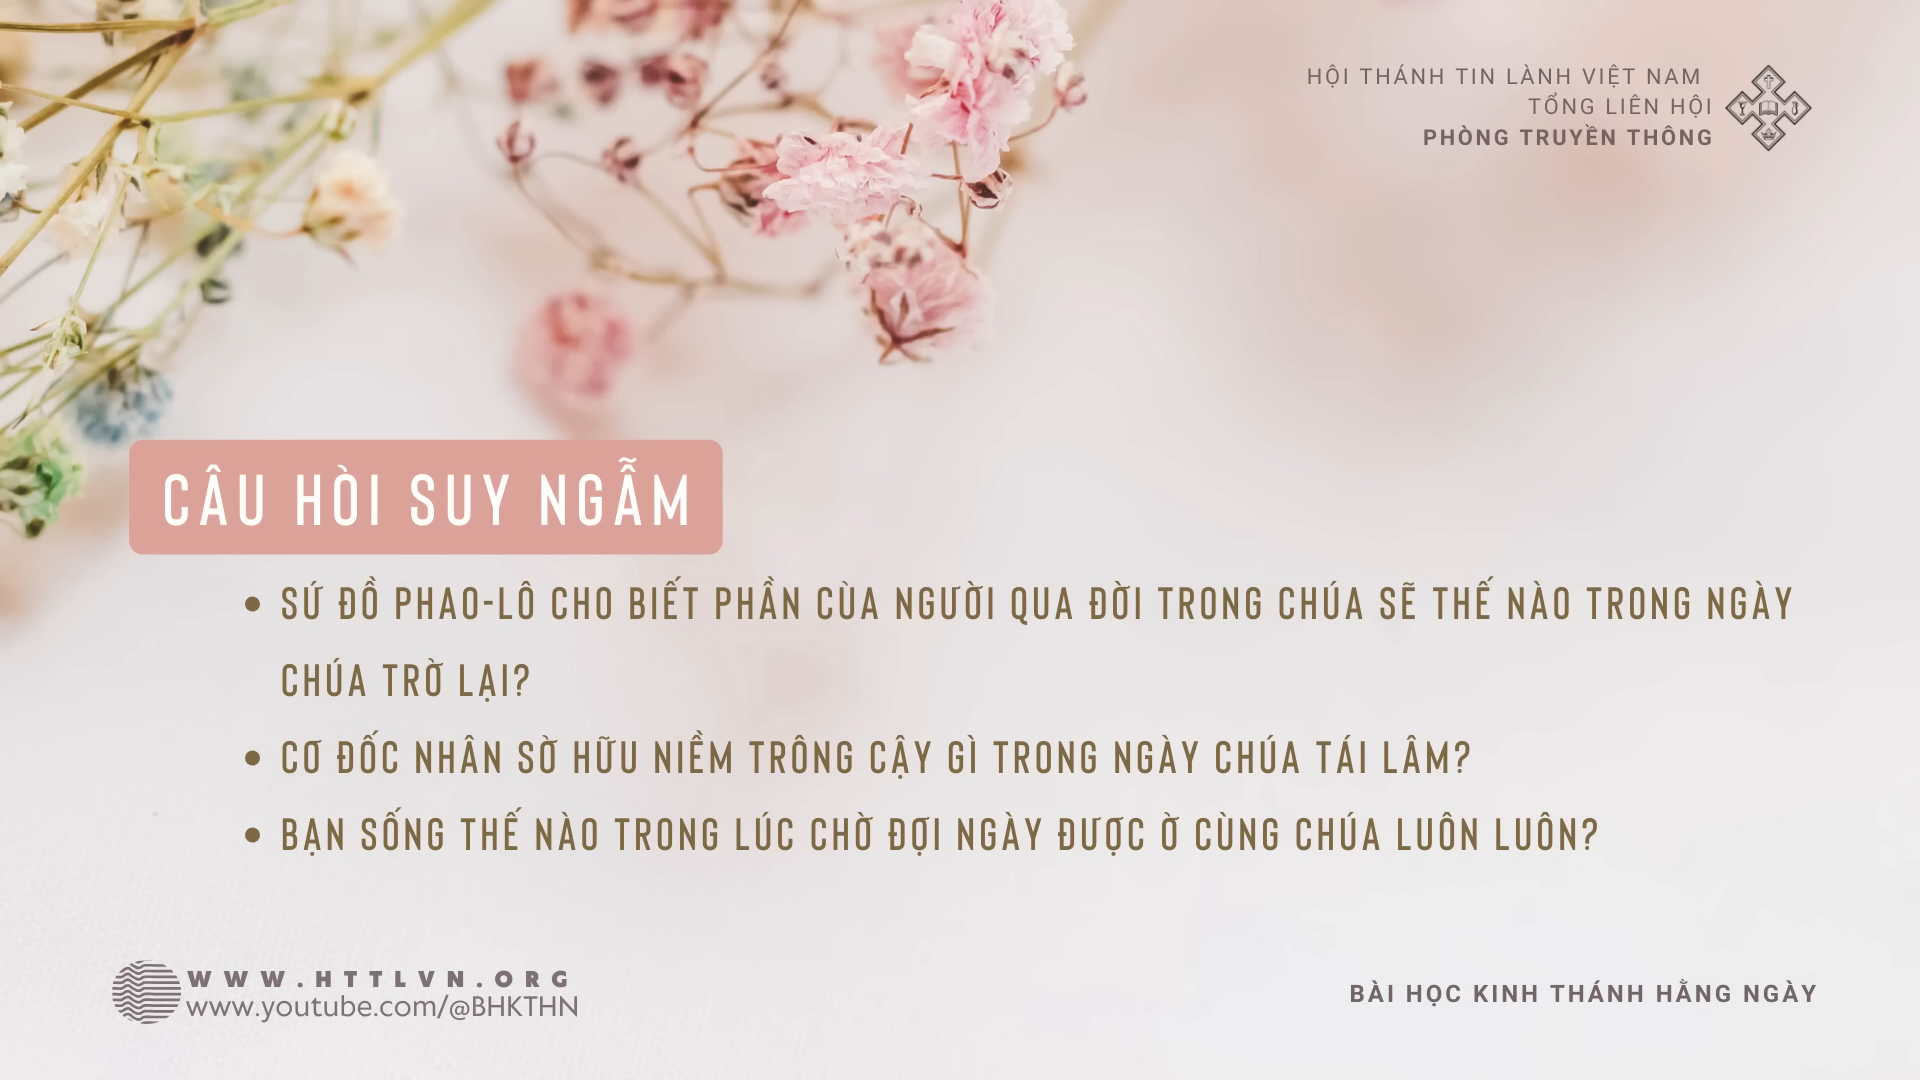 HỘI THÁNH TIN LÀNH VIỆT NAM
TỔNG LIÊN HỘI
PHÒNG TRUYỀN THÔNG
CÂU HỎI SUY NGẪM
• SỨ ĐỒ PHAO-LÔ CHO BIẾT PHẦN CỦA NGƯỜI QUA ĐỜI TRONG CHÚA SẼ THẾ NÀO TRONG NGÀY
CHÚA TRỞ LẠI?
• CƠ ĐỐC NHÂN SỞ HỮU NIỀM TRÔNG CẬY GÌ TRONG NGÀY CHÚA TÁI LÂM?
• BẠN SỐNG THẾ NÀO TRONG LÚC CHỜ ĐỢI NGÀY ĐƯỢC Ở CÙNG CHÚA LUÔN LUÔN?
WWW.HTTLVN.ORG
www.youtube.com/@BHKTHN
BÀI HỌC KINH THÁNH HẰNG NGÀY